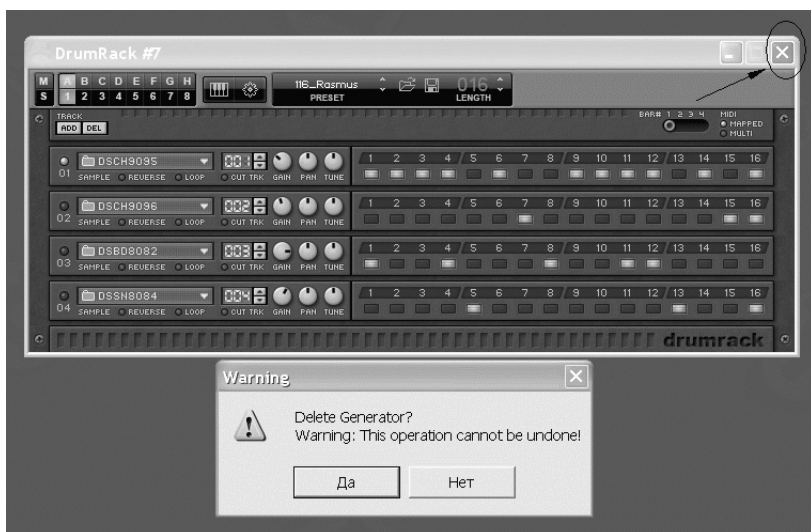 DrumRack #7
M A B C D E F G H
S 1 2 3 4 5 6 7 8
116_Rasmus 016
PRESET LENGTH
TRACK BAR# 1 2 3 4 MIDI
ADD DEL MAPPED
MULTI
DSCH9095 001 1 2 3 4 5 6 7 8 9 10 11 12 13 14 15 16
01 SAMPLE REVERSE LOOP CUT TRK GAIN PAN TUNE
DSCH9096 002 1 2 3 4 5 6 7 8 9 10 11 12 13 14 15 16
02 SAMPLE REVERSE LOOP CUT TRK GAIN PAN TUNE
DSBD8082 003 1 2 3 4 5 6 7 8 9 10 11 12 13 14 15 16
03 SAMPLE REVERSE LOOP CUT TRK GAIN PAN TUNE
DSSN8084 004 1 2 3 4 5 6 7 8 9 10 11 12 13 14 15 16
04 SAMPLE REVERSE LOOP CUT TRK GAIN PAN TUNE
drumrack
Warning
Delete Generator?
Warning: This operation cannot be undone!
Да Нет